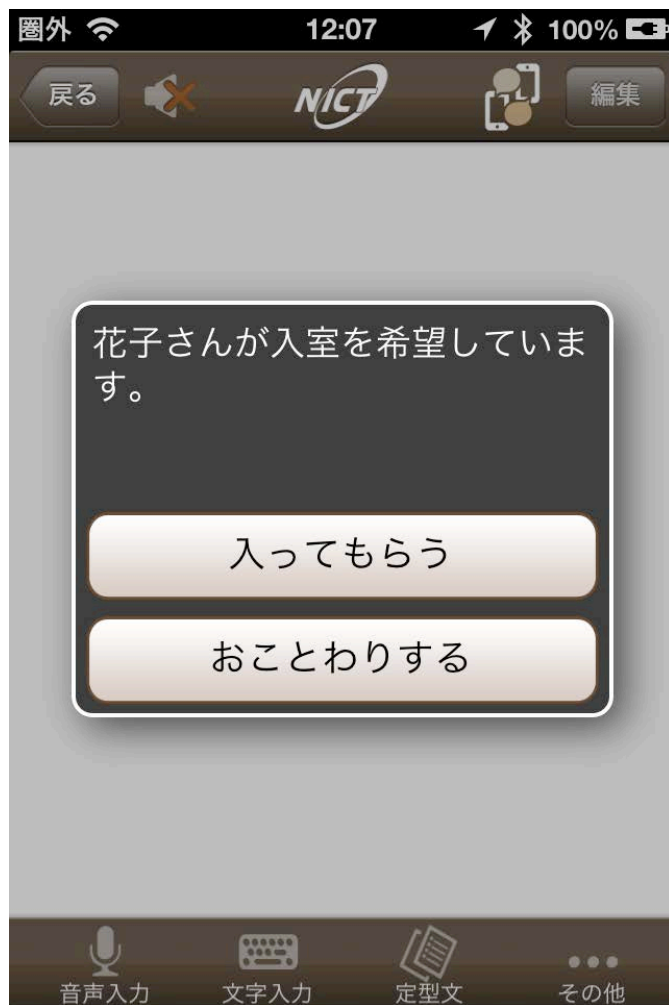 圏外 12:07 100%
戻る NICT 編集
花子さんが入室を希望していま
す。
入ってもらう
おことわりする
音声入力 文字入力 定型文 その他